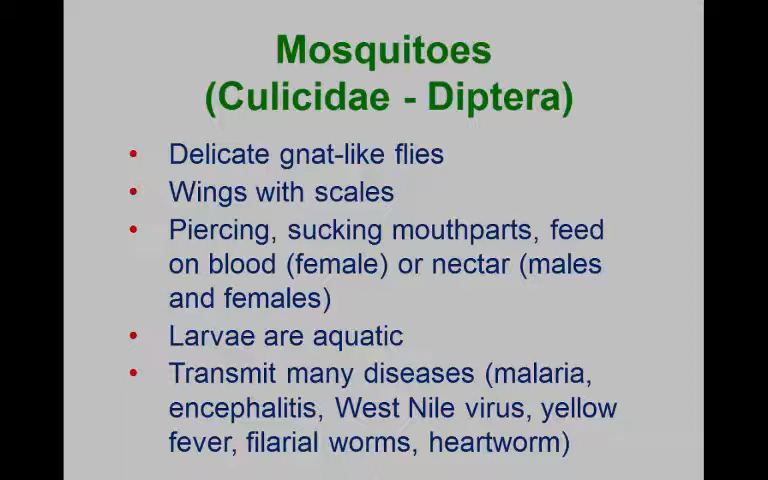 Mosquitoes
(Culicidae - Diptera)
• Delicate gnat-like flies
• Wings with scales
• Piercing, sucking mouthparts, feed
on blood (female) or nectar (males
and females)
• Larvae are aquatic
• Transmit many diseases (malaria,
encephalitis, West Nile virus, yellow
fever, filarial worms, heartworm)